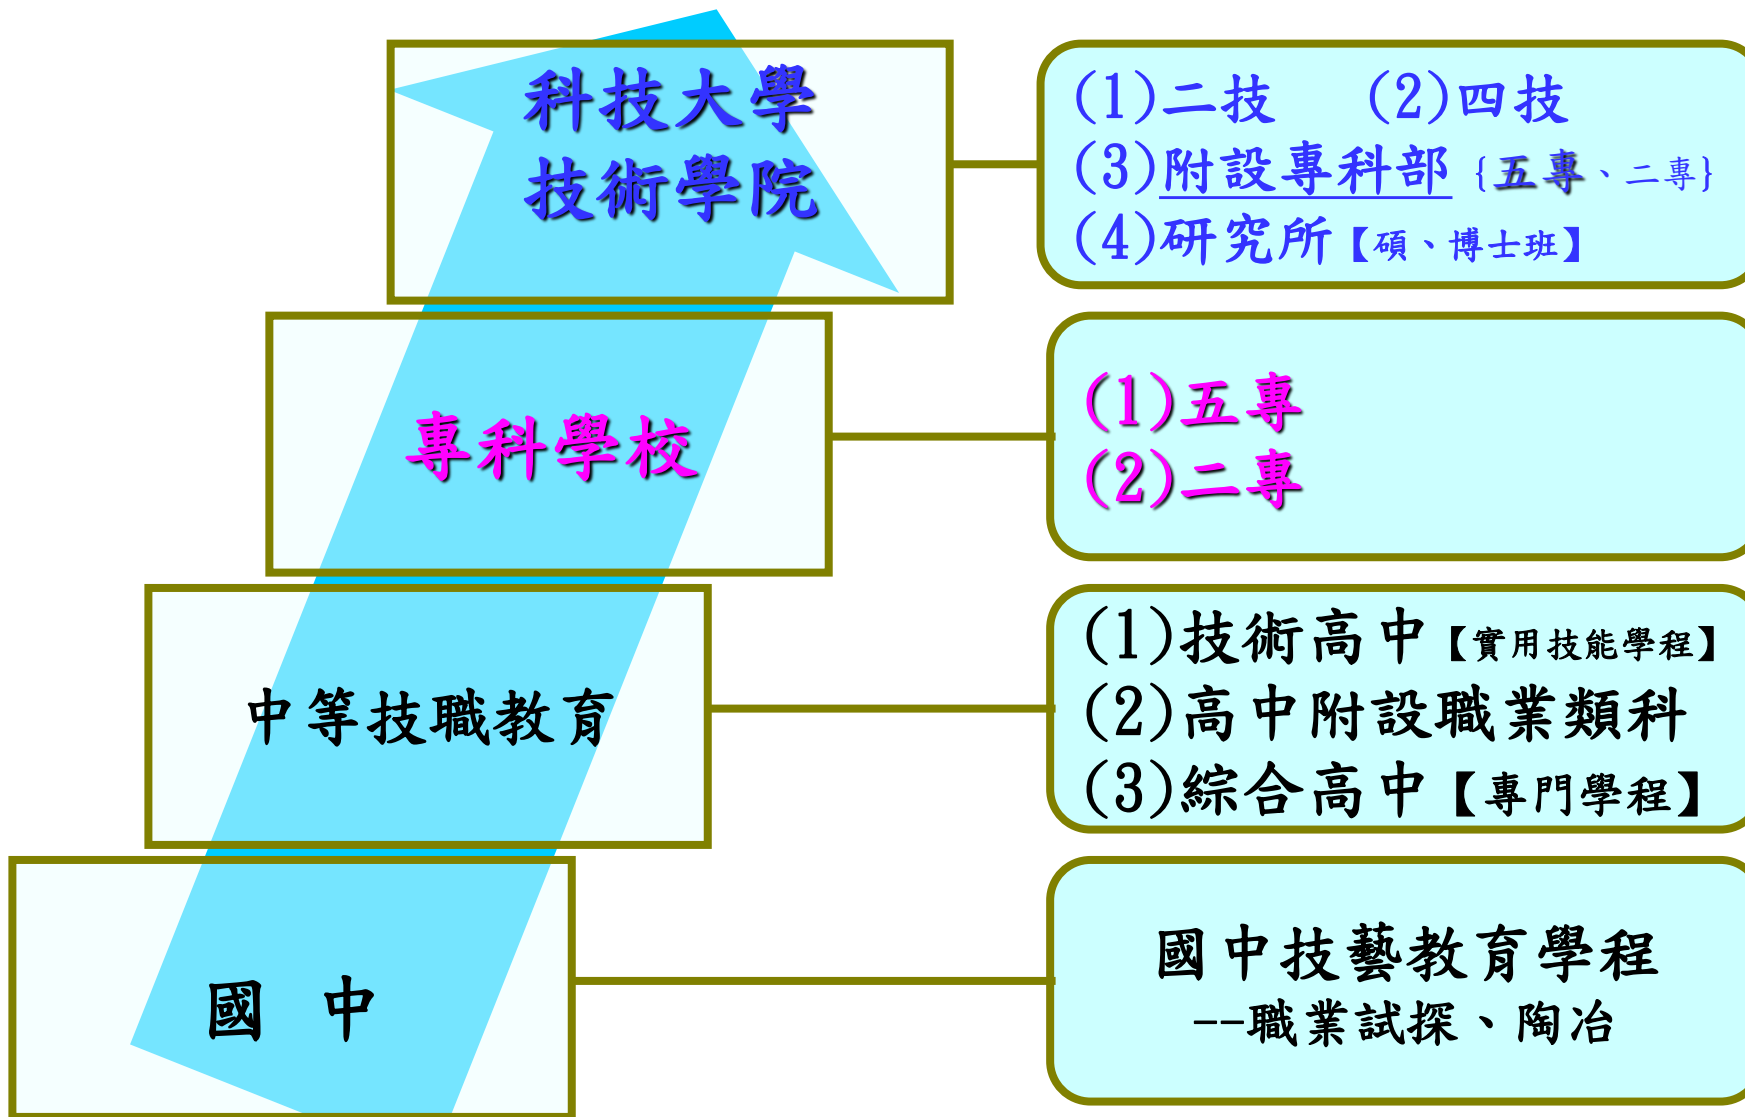 科技大學
技術學院
(1)二技 (2)四技
(3)附設專科部{五專、二專}
(4)研究所【碩、博士班】
專科學校
(1)五專
(2)二專
中等技職教育
(1)技術高中【實用技能學程】
(2)高中附設職業類科
(3)綜合高中【專門學程】
國 中
國中技藝教育學程
--職業試探、陶冶